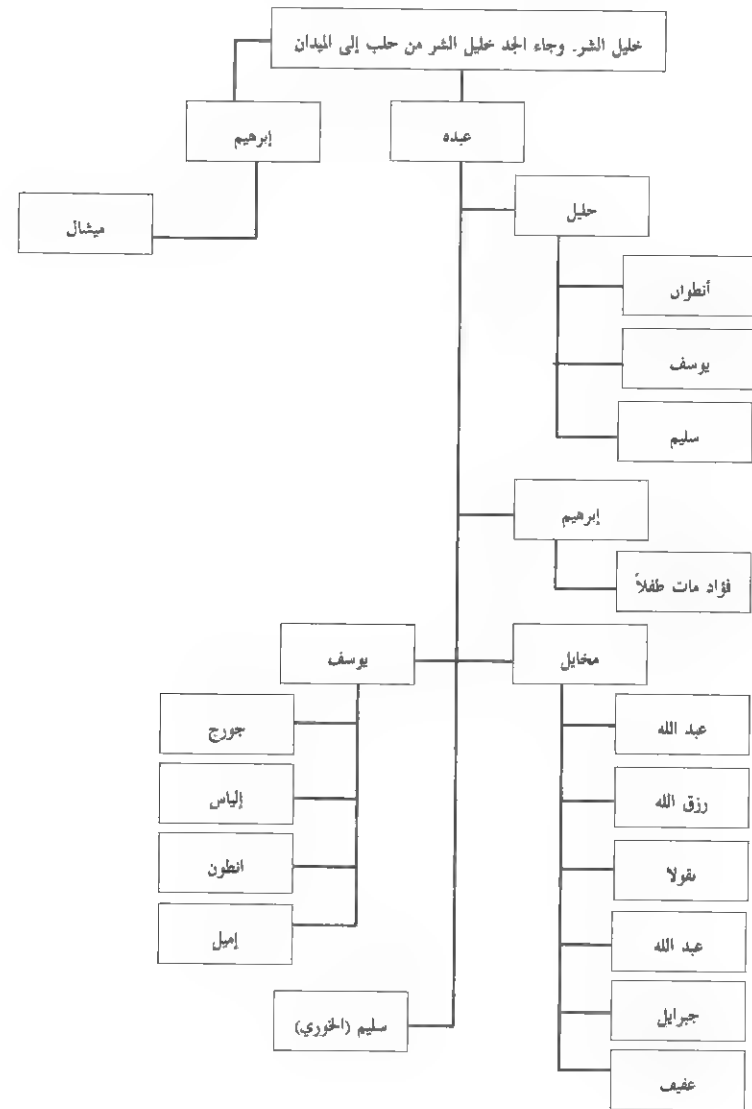 خليل الشر. وجاء الجد خليل الشر من حلب إلى الميدان
إبرهيم
عبده
ميشال
خليل
أنطوان
يوسف
سليم
إبرهيم
فؤاد مات طفلاً
يوسف
مخايل
جورج
إلياس
انطون
إميل
عبد الله
رزق الله
نقولا
عبد الله
جبرايل
عفيف
سليم (الخوري)